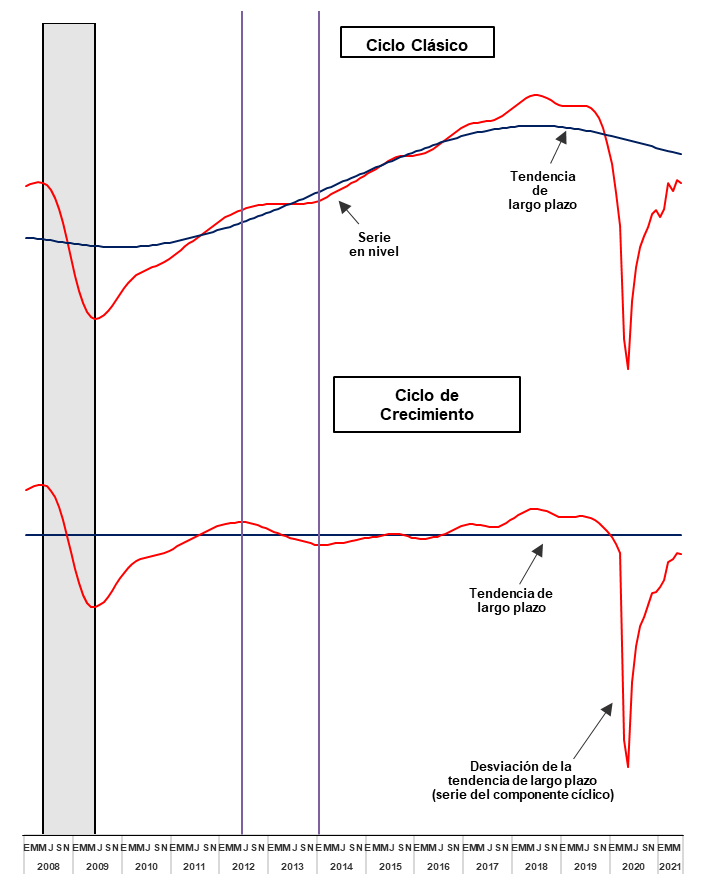 Ciclo Clásico
Tendencia
de
largo plazo
Serie
en nivel
Ciclo de
Crecimiento
Tendencia de
largo plazo
Desviación de la
tendencia de largo plazo
(serie del componente cíclico)
EMMJ SN EMMJ SN EMMJ SN EMMJ SN EMMJ SN EMMJ SN EMMJ SN EMMJ SN EMMJ SN EMMJ SN EMMJ SN EMMJ SN EMMJ SN EMM
2008 2009 2010 2011 2012 2013 2014 2015 2016 2017 2018 2019 2020 2021